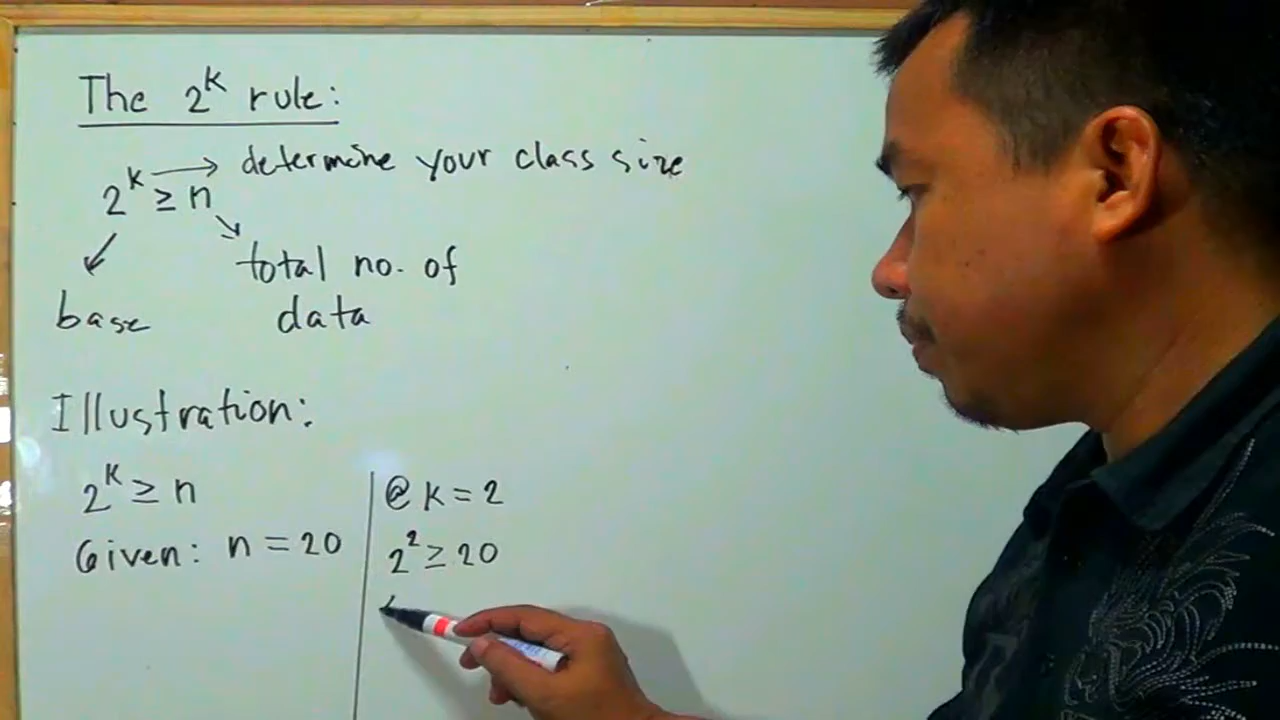 The 2^k rule:
2^k ≥ n
determine your class size
base
total no. of
data
Illustration:
2^k ≥ n
Given: n = 20
@ k = 2
2^2 ≥ 20